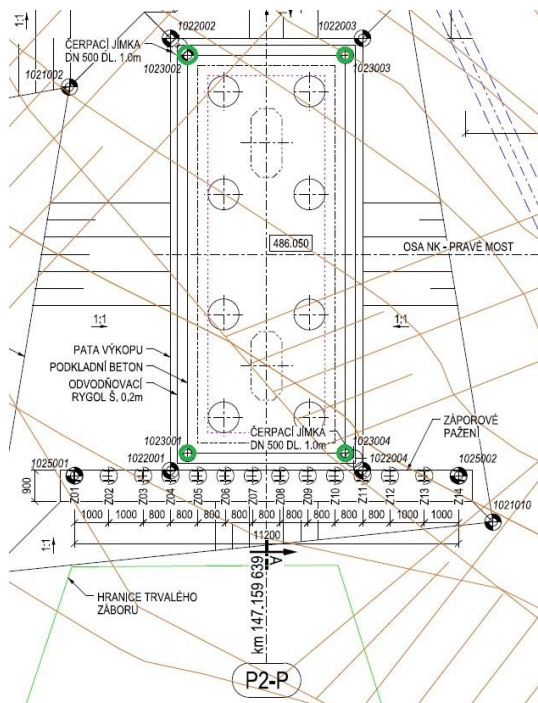 1:1
1022002
1022003
ČERPACÍ JÍMKA
DN 500 DL. 1.0m
1023002
1023003
1021002
486.050
OSA NK - PRAVÉ MOST
1:1
1:1
PATA VÝKOPU
PODKLADNÍ BETON
ODVODŇOVACÍ
RYGOL Š, 0,2m
1023001
ČERPACÍ JÍMKA
DN 500 DL. 1.0m
1023004
ZÁPOROVÉ
PAŽENÍ
1025001
1022001
1022004
1025002
900
Z01
Z02
Z03
Z04
Z05
Z06
Z07
Z08
Z09
Z10
Z11
Z12
Z13
Z14
1021010
1000
1000
1000
800
800
800
800
800
800
1000
1000
1000
11200
1:1
A
HRANICE TRVALÉHO
ZÁBORU
km 147.159 639
P2-P